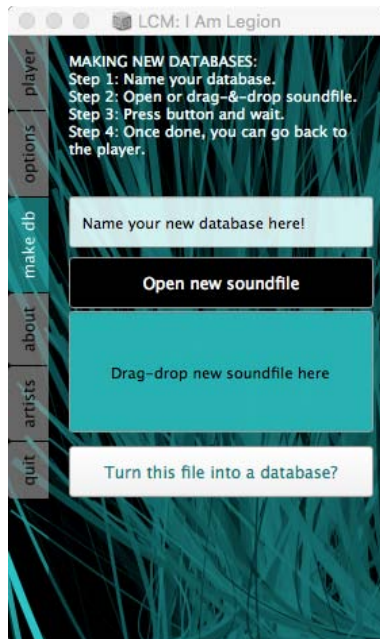 LCM: I Am Legion
player
options
make db
about
artists
quit
MAKING NEW DATABASES:
Step 1: Name your database.
Step 2: Open or drag-&-drop soundfile.
Step 3: Press button and wait.
Step 4: Once done, you can go back to
the player.
Name your new database here!
Open new soundfile
Drag-drop new soundfile here
Turn this file into a database?